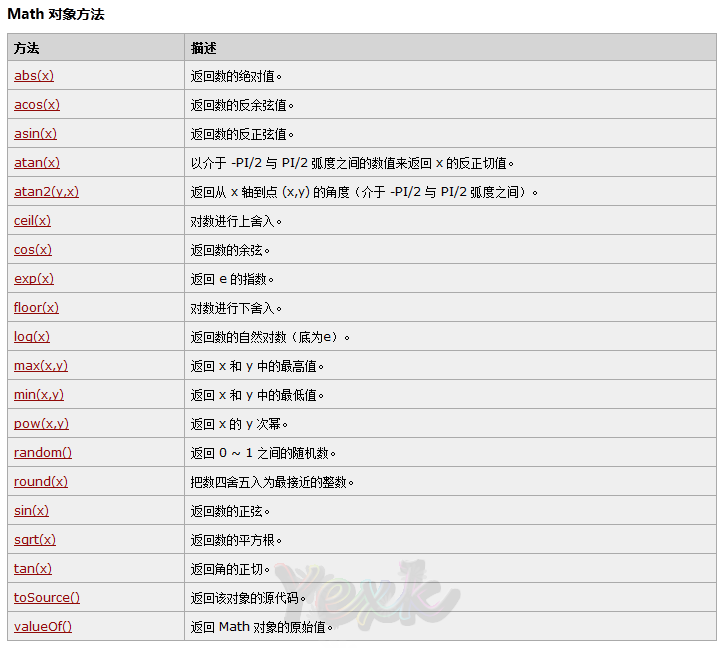 Math 对象方法
方法 描述
abs(x) 返回数的绝对值。
acos(x) 返回数的反余弦值。
asin(x) 返回数的反正弦值。
atan(x) 以介于 -PI/2 与 PI/2 弧度之间的数值来返回 x 的反正切值。
atan2(y,x) 返回从 x 轴到点 (x,y) 的角度（介于 -PI/2 与 PI/2 弧度之间）。
ceil(x) 对数进行上舍入。
cos(x) 返回数的余弦。
exp(x) 返回 e 的指数。
floor(x) 对数进行下舍入。
log(x) 返回数的自然对数（底为e）。
max(x,y) 返回 x 和 y 中的最高值。
min(x,y) 返回 x 和 y 中的最低值。
pow(x,y) 返回 x 的 y 次幂。
random() 返回 0 ~ 1 之间的随机数。
round(x) 把数四舍五入为最接近的整数。
sin(x) 返回数的正弦。
sqrt(x) 返回数的平方根。
tan(x) 返回角的正切。
toSource() 返回该对象的源代码。
valueOf() 返回 Math 对象的原始值。
Yexk